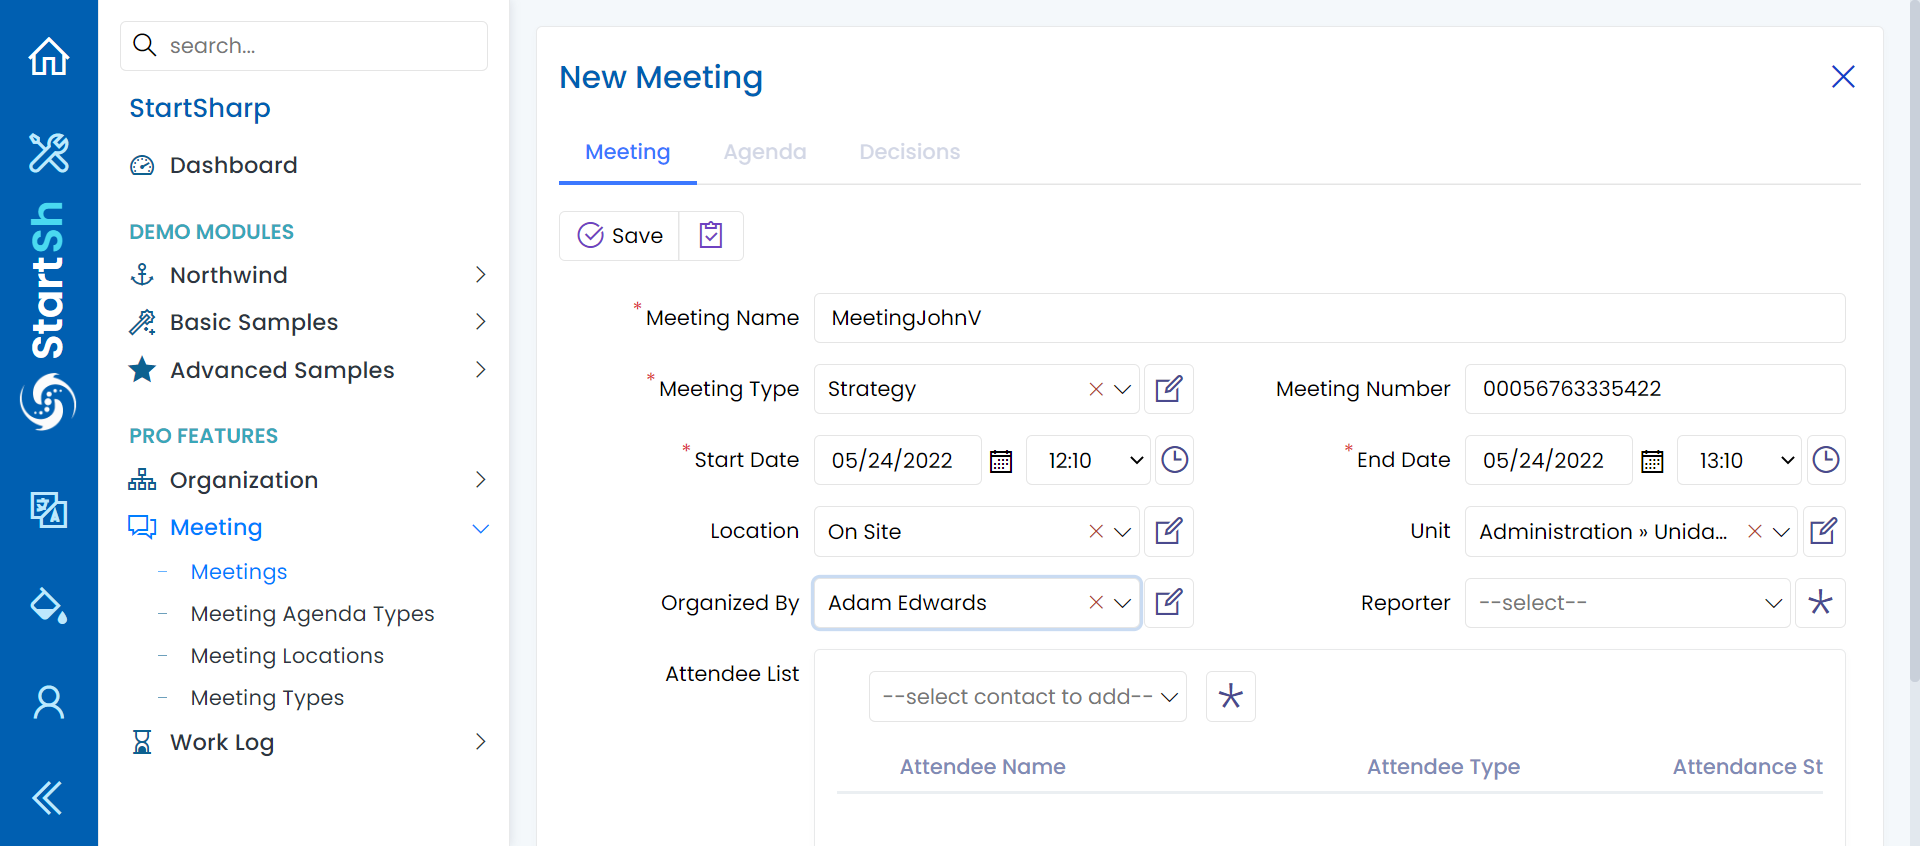 StartSh
search...
StartSharp
Dashboard
DEMO MODULES
Northwind
Basic Samples
Advanced Samples
PRO FEATURES
Organization
Meeting
Meetings
Meeting Agenda Types
Meeting Locations
Meeting Types
Work Log
New Meeting
Meeting Agenda Decisions
Save
* Meeting Name MeetingJohnV
* Meeting Type Strategy Meeting Number 00056763335422
* Start Date 05/24/2022 12:10 * End Date 05/24/2022 13:10
Location On Site Unit Administration » Unida...
Organized By Adam Edwards Reporter --select--
Attendee List
--select contact to add--
Attendee Name Attendee Type Attendance St